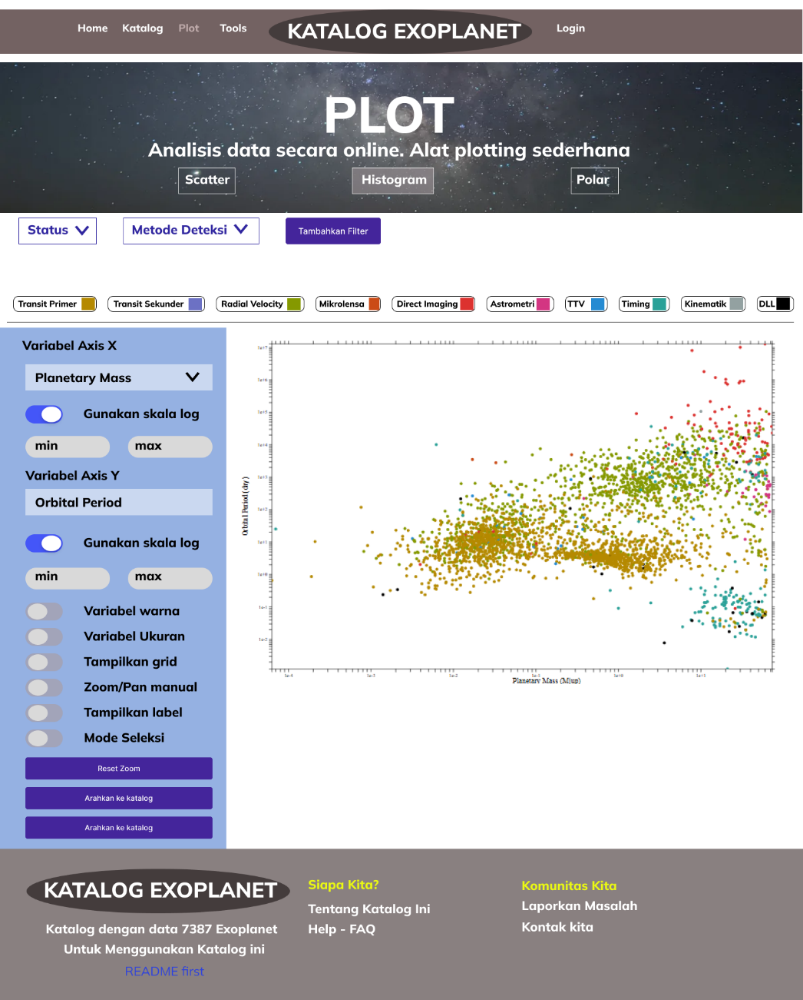 Home Katalog Plot Tools KATALOG EXOPLANET Login
PLOT
Analisis data secara online. Alat plotting sederhana
Scatter Histogram Polar
Status Metode Deteksi Tambahkan Filter
Transit Primer Transit Sekunder Radial Velocity Mikrolensa Direct Imaging Astrometri TTV Timing Kinematik DLL
Variabel Axis X
Planetary Mass
Gunakan skala log
min max
Variabel Axis Y
Orbital Period
Gunakan skala log
min max
Variabel warna
Variabel Ukuran
Tampilkan grid
Zoom/Pan manual
Tampilkan label
Mode Seleksi
Reset Zoom
Arahkan ke katalog
Arahkan ke katalog
1e+7
1e+6
1e+5
1e+4
1e+3
1e+2
1e+1
1e+0
1e-1
1e-2
Orbital Period (day)
1e-4 1e-3 1e-2 1e-1 1e+0 1e+1
Planetary Mass (Mjup)
KATALOG EXOPLANET
Katalog dengan data 7387 Exoplanet
Untuk Menggunakan Katalog ini
README first
Siapa Kita?
Tentang Katalog Ini
Help - FAQ
Komunitas Kita
Laporkan Masalah
Kontak kita